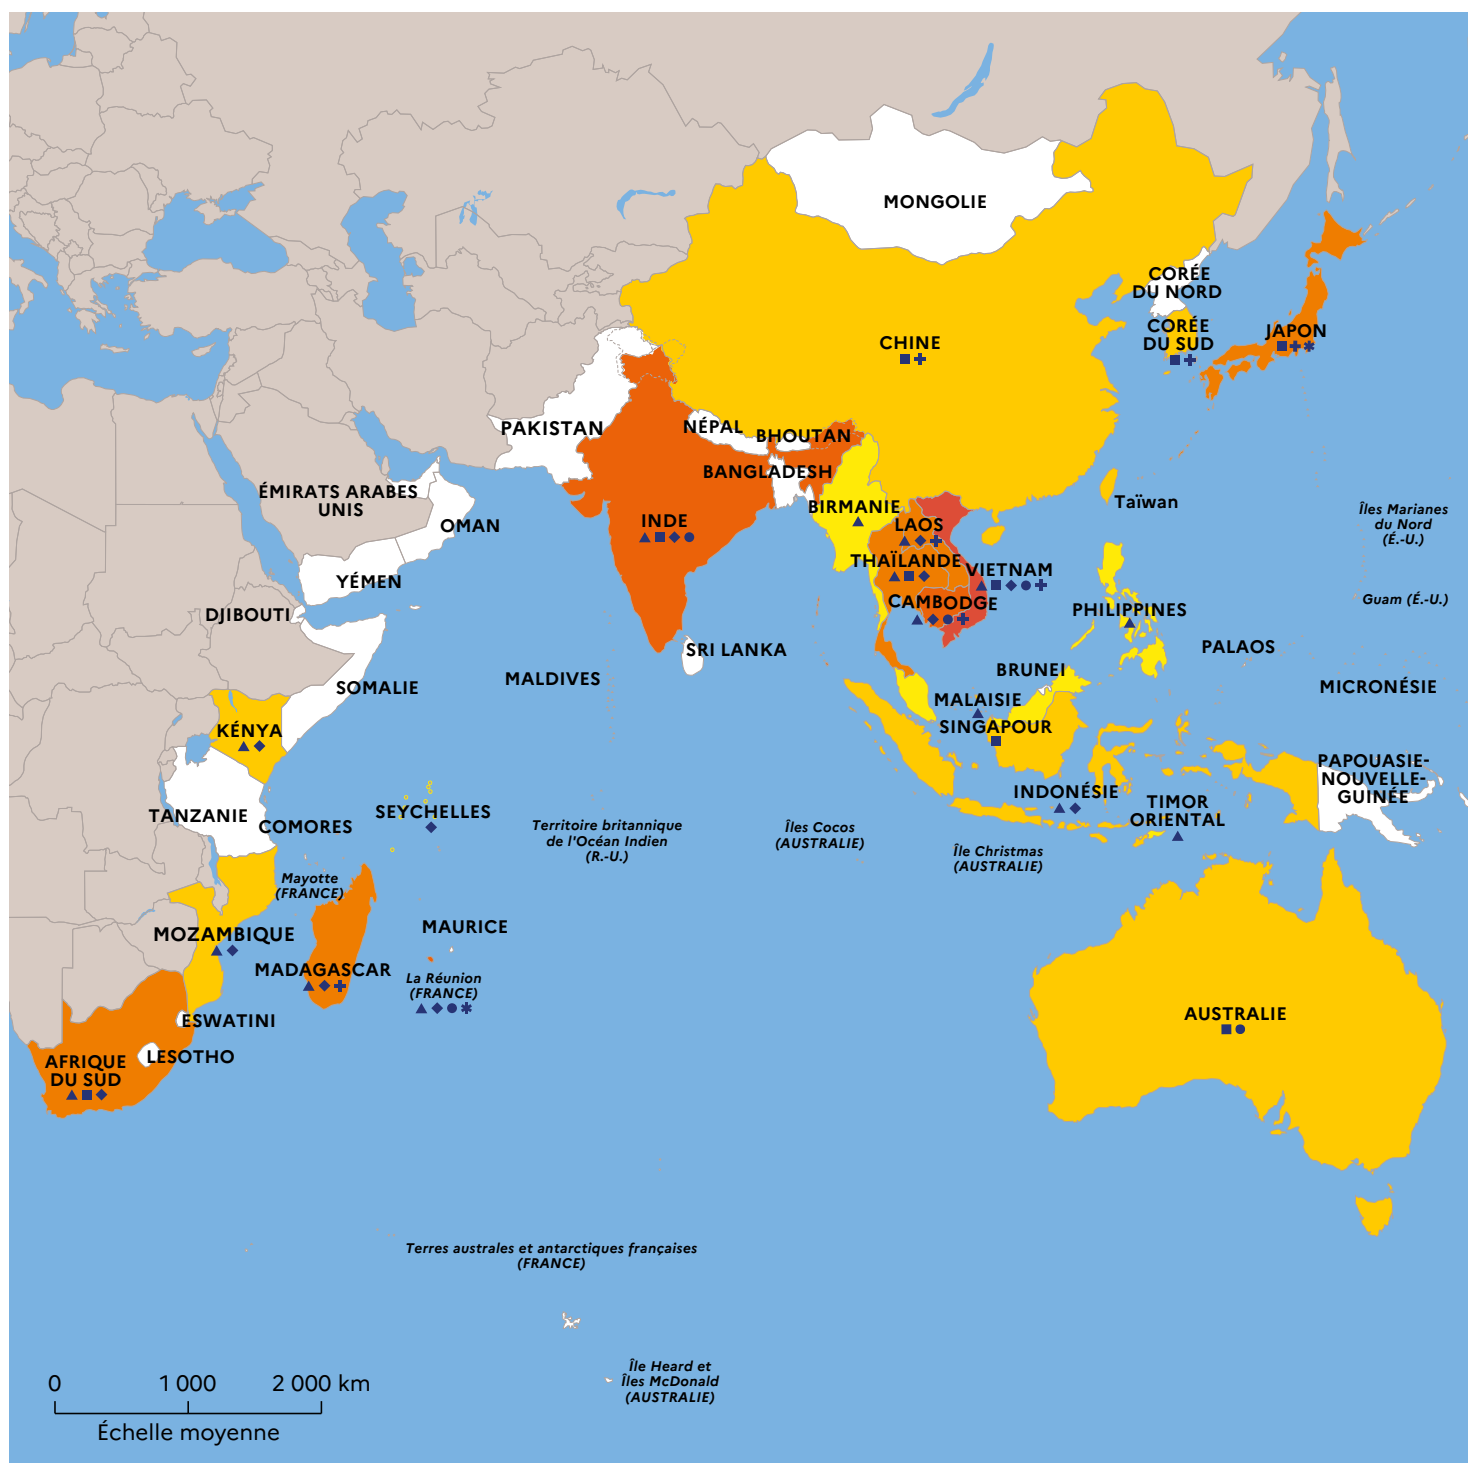 MONGOLIE
CORÉE
DU NORD
CORÉE
DU SUD
JAPON
CHINE
PAKISTAN
NÉPAL
BHOUTAN
BANGLADESH
ÉMIRATS ARABES
UNIS
OMAN
YÉMEN
DJIBOUTI
INDE
BIRMANIE
LAOS
THAÏLANDE
VIETNAM
CAMBODGE
Taïwan
Îles Marianes
du Nord
(É.-U.)
Guam (É.-U.)
PHILIPPINES
PALAOS
MICRONÉSIE
SRI LANKA
MALDIVES
SOMALIE
BRUNEI
MALAISIE
SINGAPOUR
KÉNYA
TANZANIE
COMORES
SEYCHELLES
Territoire britannique
de l'Océan Indien
(R.-U.)
Îles Cocos
(AUSTRALIE)
Île Christmas
(AUSTRALIE)
INDONÉSIE
TIMOR
ORIENTAL
PAPOUASIE-
NOUVELLE-
GUINÉE
Mayotte
(FRANCE)
MOZAMBIQUE
MADAGASCAR
MAURICE
La Réunion
(FRANCE)
ESWATINI
LESOTHO
AFRIQUE
DU SUD
AUSTRALIE
Terres australes et antarctiques françaises
(FRANCE)
Île Heard et
Îles McDonald
(AUSTRALIE)
0 1 000 2 000 km
Échelle moyenne